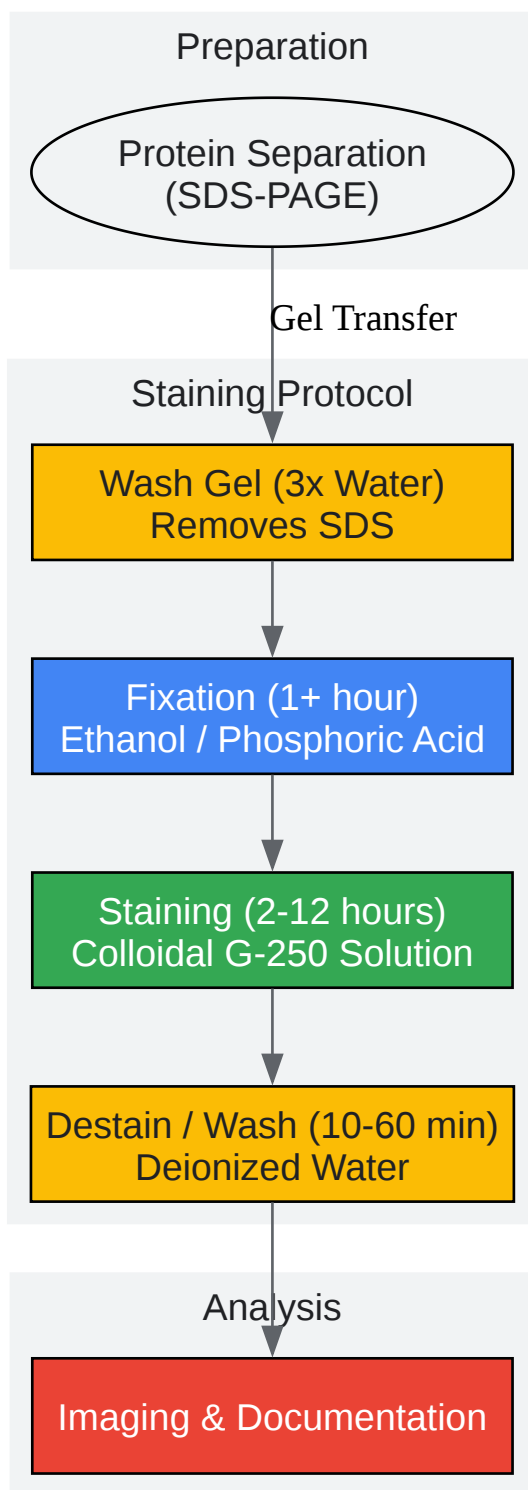 Preparation
Protein Separation
(SDS-PAGE)
Gel Transfer
Staining Protocol
Wash Gel (3x Water)
Removes SDS
Fixation (1+ hour)
Ethanol / Phosphoric Acid
Staining (2-12 hours)
Colloidal G-250 Solution
Destain / Wash (10-60 min)
Deionized Water
Analysis
Imaging & Documentation